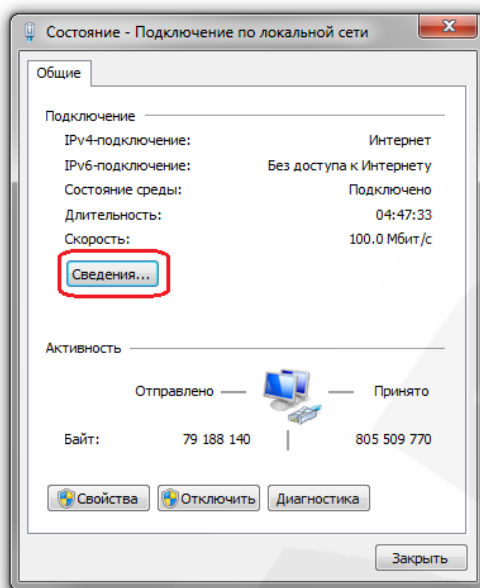 Состояние - Подключение по локальной сети
Общие
Подключение
IPv4-подключение: Интернет
IPv6-подключение: Без доступа к Интернету
Состояние среды: Подключено
Длительность: 04:47:33
Скорость: 100.0 Мбит/с
Сведения...
Активность
Отправлено Принято
Байт: 79 188 140 805 509 770
Свойства Отключить Диагностика
Закрыть